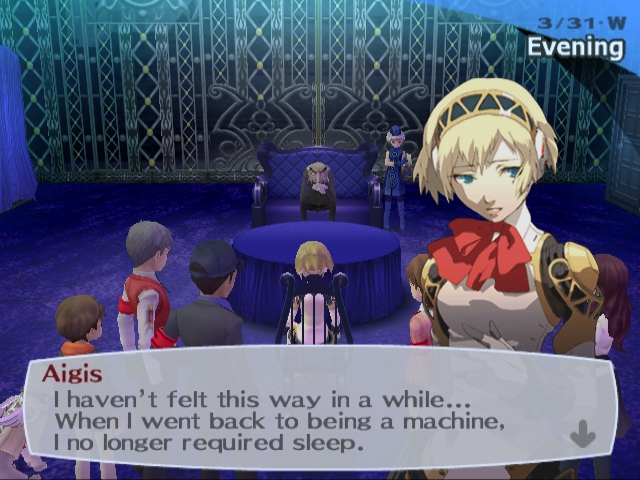 3/31·W
Evening
Aigis
I haven't felt this way in a while...
When I went back to being a machine,
I no longer required sleep.